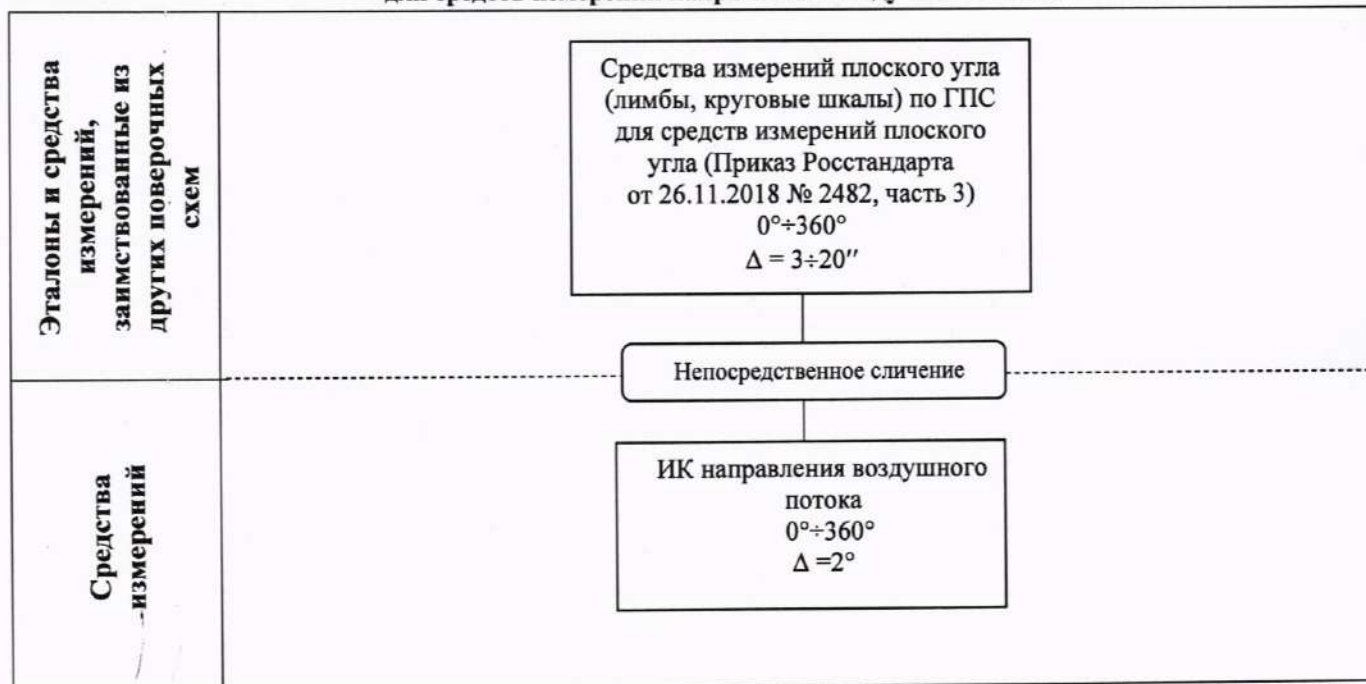 Эталоны и средства
измерений,
заимствованные из
других поверочных
схем
Средства измерений плоского угла
(лимбы, круговые шкалы) по ГПС
для средств измерений плоского
угла (Приказ Росстандарта
от 26.11.2018 № 2482, часть 3)
0°÷360°
Δ = 3÷20″
Непосредственное сличение
Средства
измерений
ИК направления воздушного
потока
0°÷360°
Δ =2°